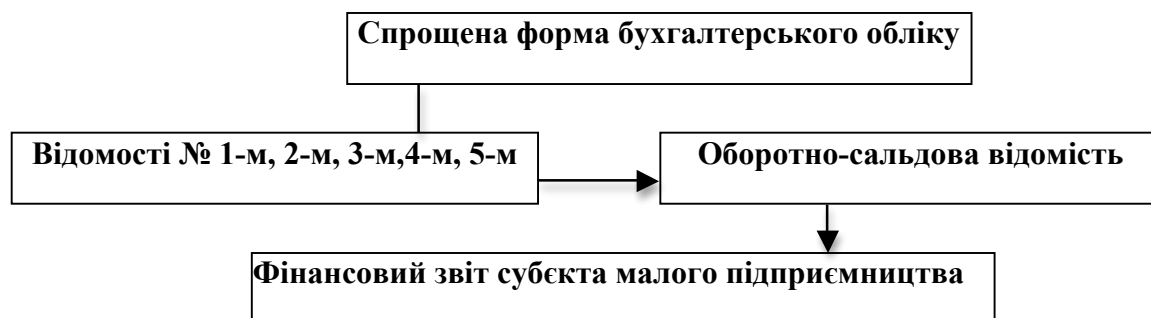 Спрощена форма бухгалтерського обліку
Відомості № 1-м, 2-м, 3-м,4-м, 5-м
Оборотно-сальдова відомість
Фінансовий звіт субєкта малого підприємництва